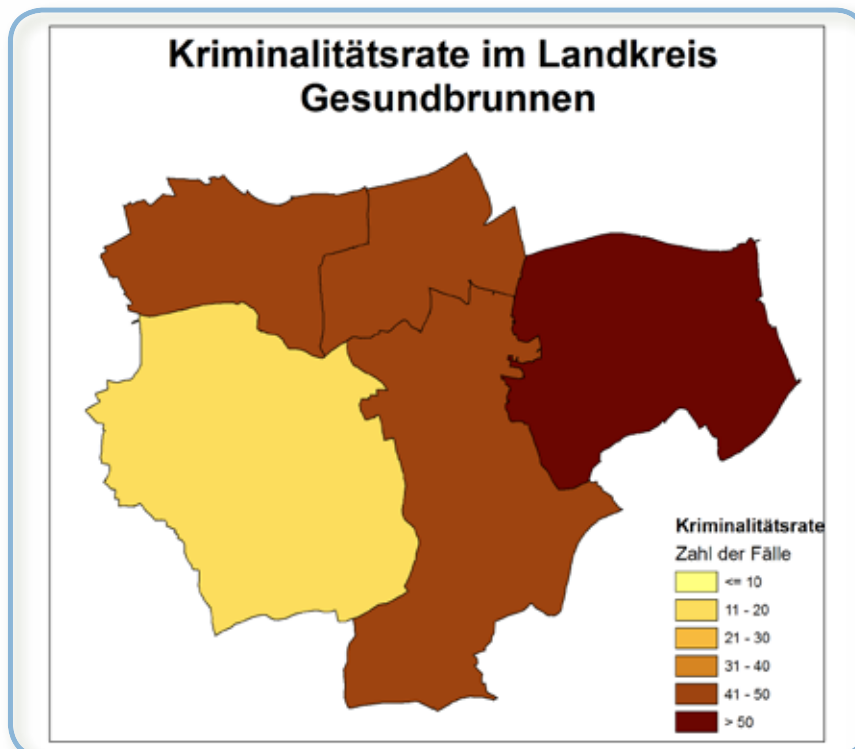 Kriminalitätsrate im Landkreis
Gesundbrunnen
Kriminalitätsrate
Zahl der Fälle
<= 10
11 - 20
21 - 30
31 - 40
41 - 50
> 50